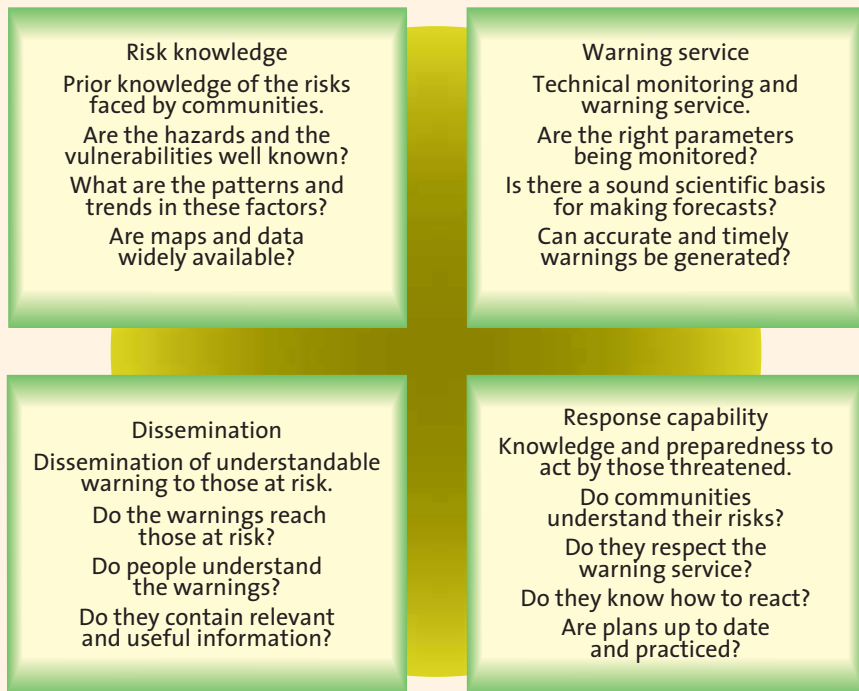 Risk knowledge
Prior knowledge of the risks
faced by communities.
Are the hazards and the
vulnerabilities well known?
What are the patterns and
trends in these factors?
Are maps and data
widely available?
Warning service
Technical monitoring and
warning service.
Are the right parameters
being monitored?
Is there a sound scientific basis
for making forecasts?
Can accurate and timely
warnings be generated?
Dissemination
Dissemination of understandable
warning to those at risk.
Do the warnings reach
those at risk?
Do people understand
the warnings?
Do they contain relevant
and useful information?
Response capability
Knowledge and preparedness to
act by those threatened.
Do communities
understand their risks?
Do they respect the
warning service?
Do they know how to react?
Are plans up to date
and practiced?